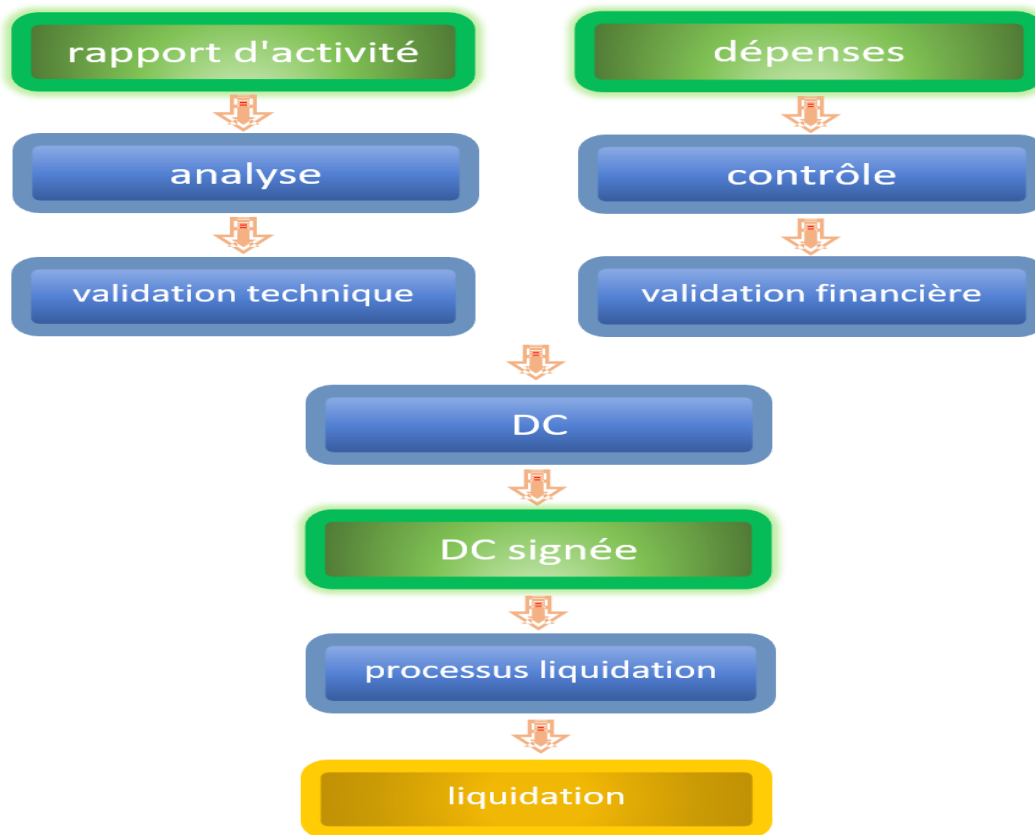 rapport d'activité
dépenses
analyse
contrôle
validation technique
validation financière
DC
DC signée
processus liquidation
liquidation